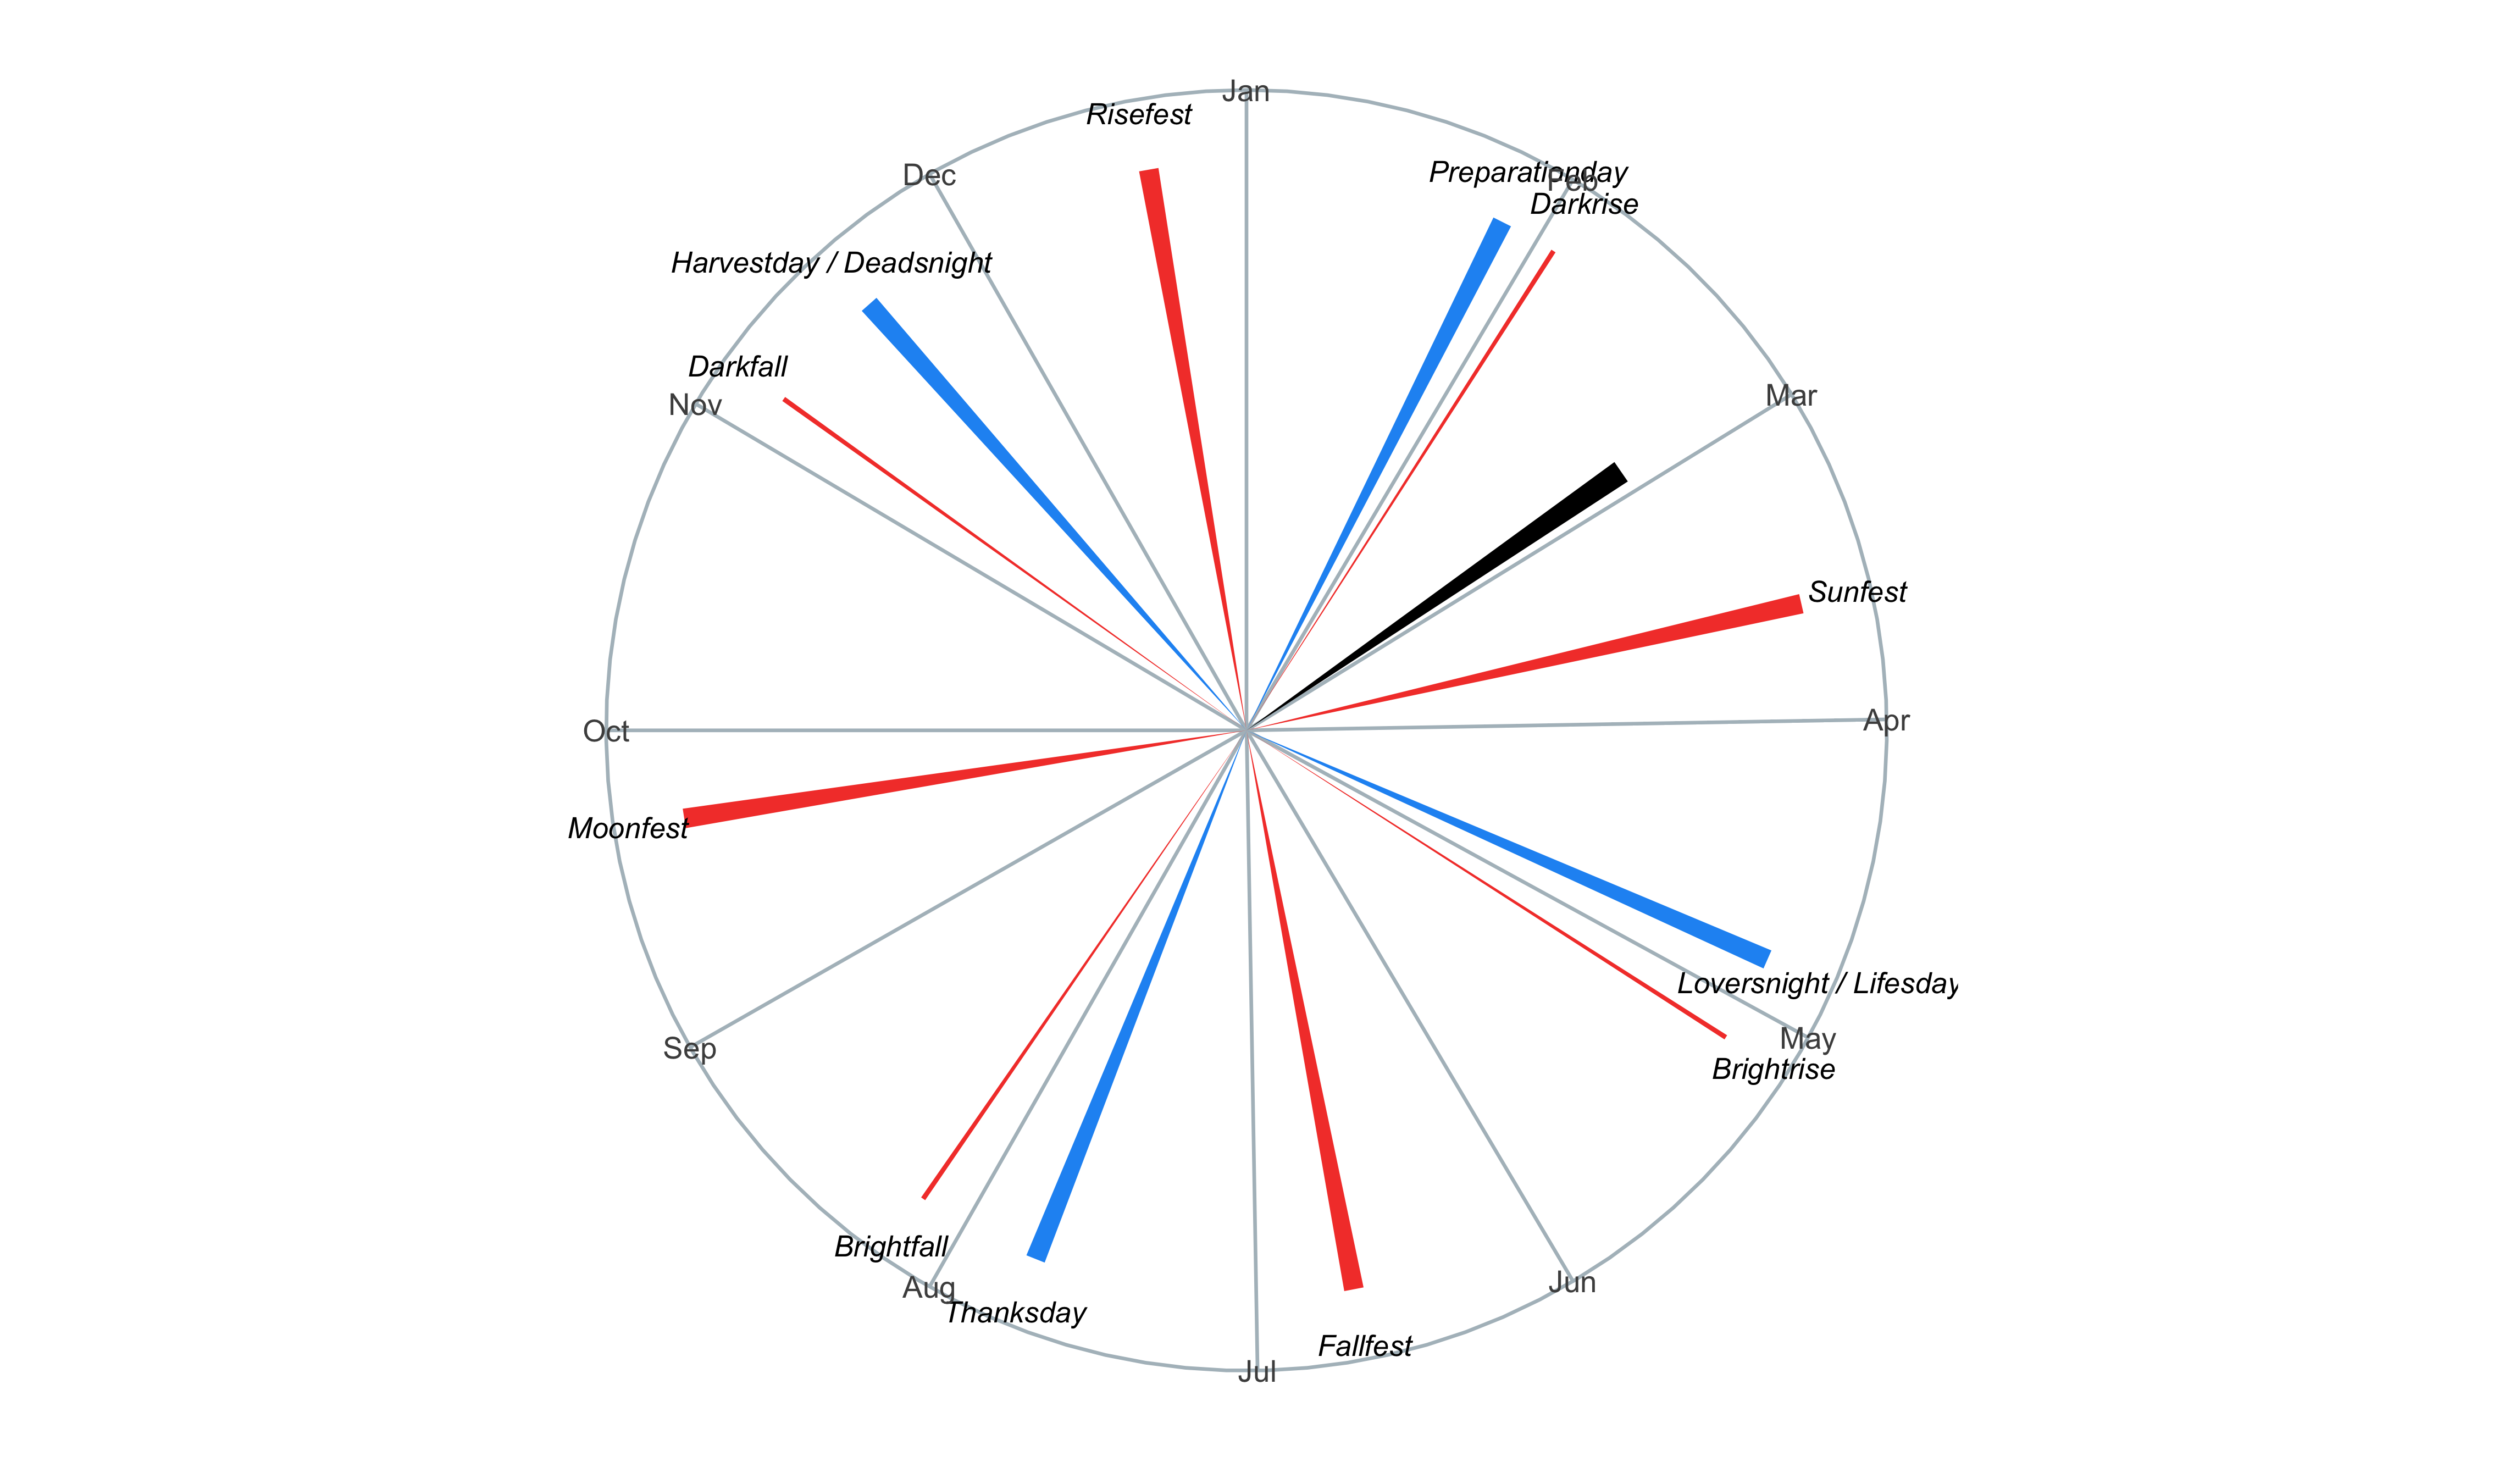 Jan
Risefest
Preparationday
Dec
Feb
Darkrise
Harvestday / Deadsnight
Darkfall
Mar
Nov
Sunfest
Apr
Oct
Moonfest
Loversnight / Lifesday
May
Sep
Brightrise
Brightfall
Jun
Aug
Thanksday
Fallfest
Jul